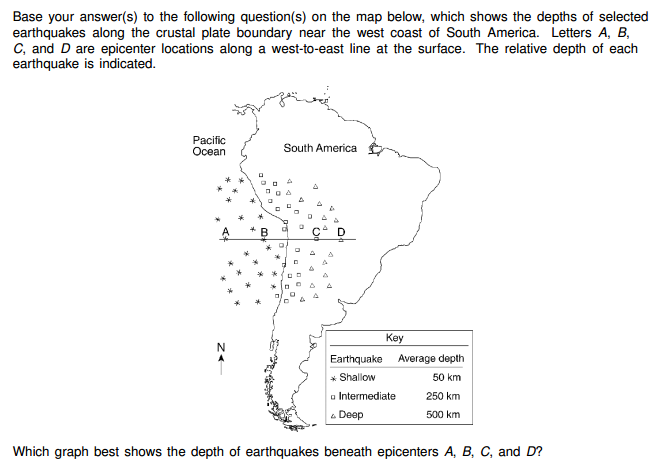 Base your answer(s) to the following question(s) on the map below, which shows the depths of selected
earthquakes along the crustal plate boundary near the west coast of South America. Letters A, B,
C, and D are epicenter locations along a west-to-east line at the surface. The relative depth of each
earthquake is indicated.
Pacific
Ocean
South America
A B C D
N
Key
Earthquake Average depth
Shallow 50 km
Intermediate 250 km
Deep 500 km
Which graph best shows the depth of earthquakes beneath epicenters A, B, C, and D?